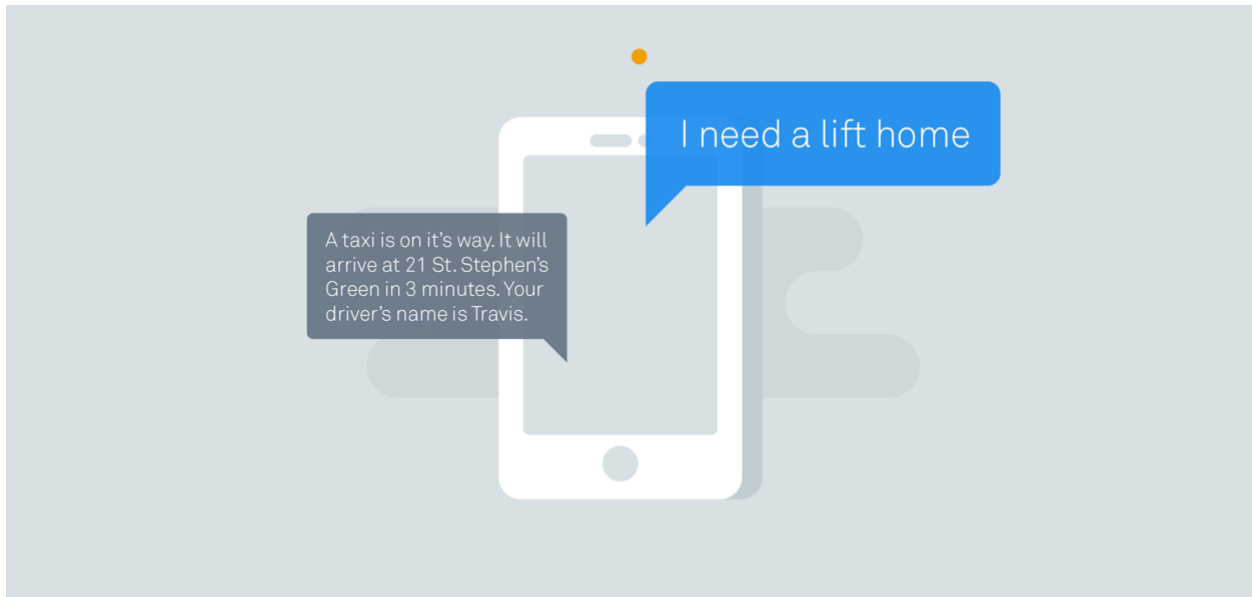 I need a lift home
A taxi is on it's way. It will
arrive at 21 St. Stephen's
Green in 3 minutes. Your
driver's name is Travis.